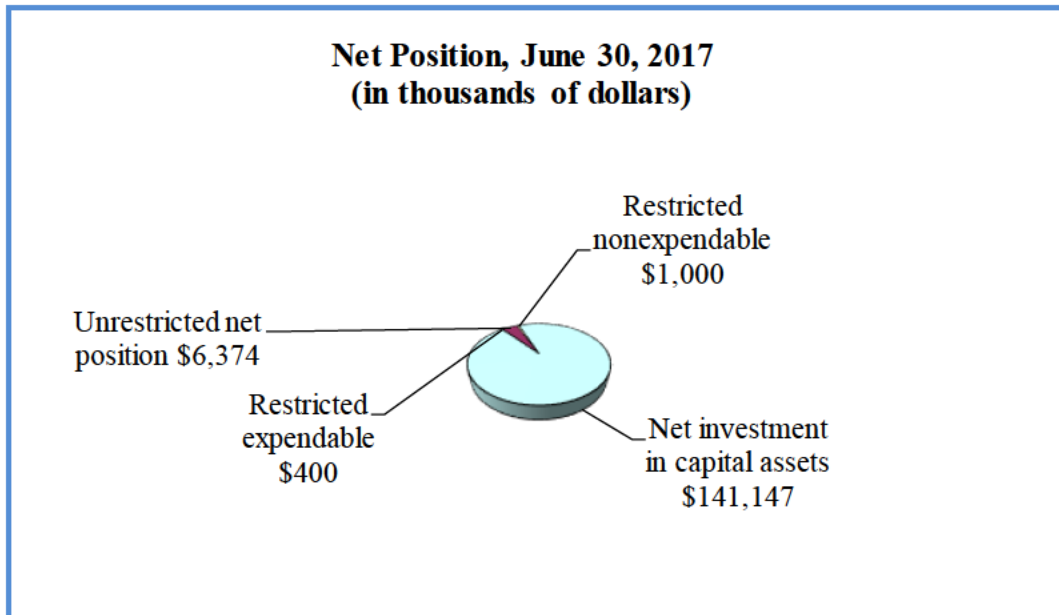 Net Position, June 30, 2017
(in thousands of dollars)
Restricted
nonexpendable
$1,000
Unrestricted net
position $6,374
Restricted
expendable
$400
Net investment
in capital assets
$141,147